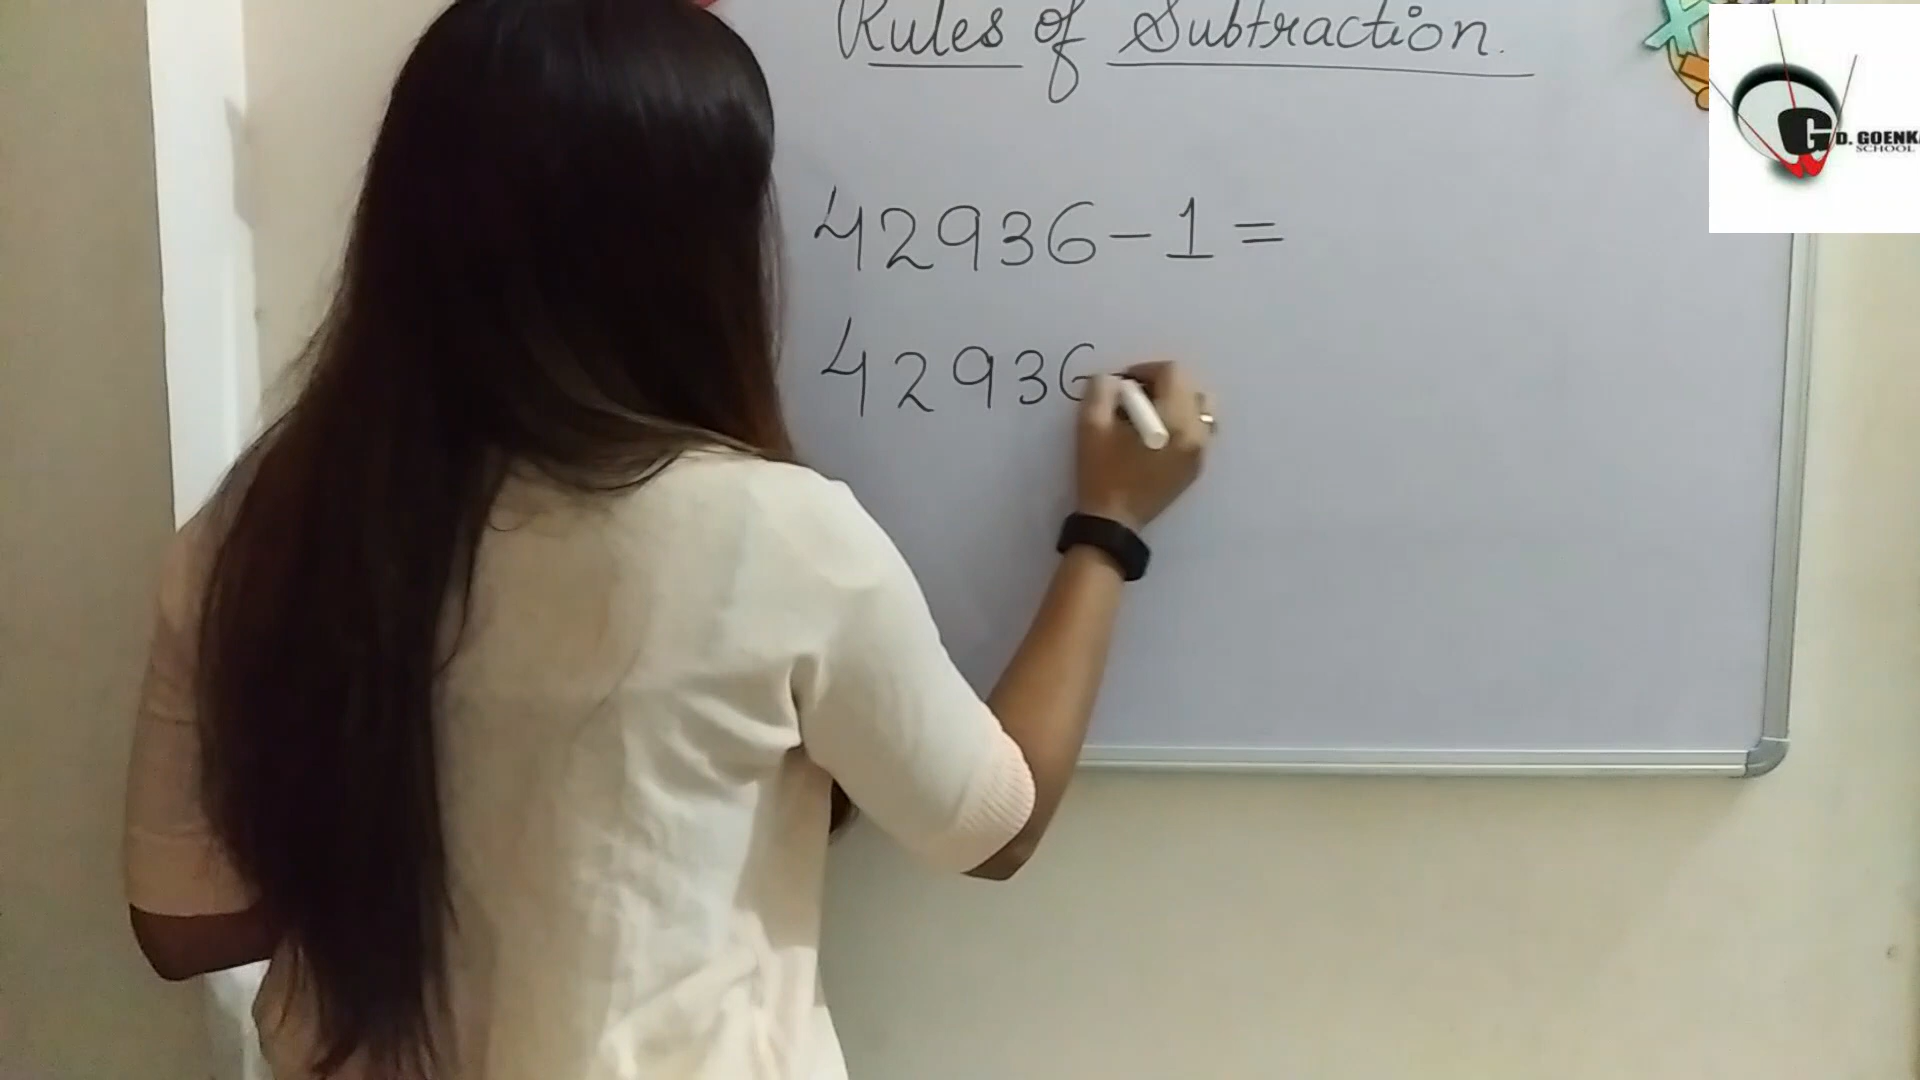 Rules of Subtraction.
42936-1=
42936
G
D. GOENKA
SCHOOL